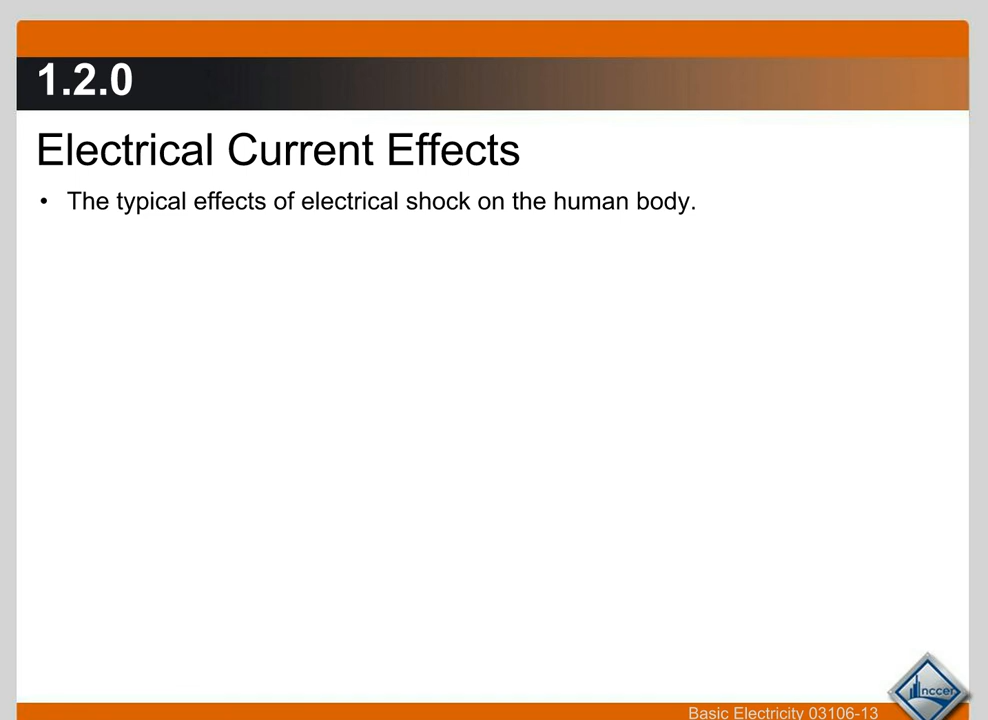 1.2.0
Electrical Current Effects
• The typical effects of electrical shock on the human body.
nccer
Basic Electricity 03106-13